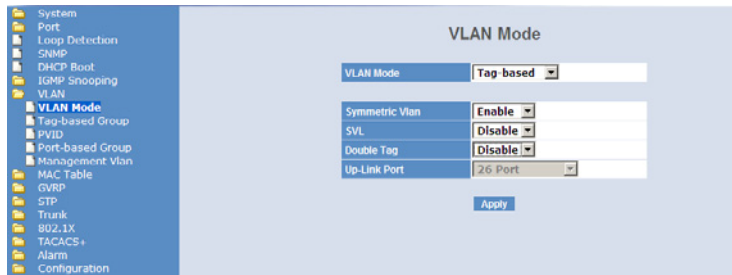 System
Port
Loop Detection
SNMP
DHCP Boot
IGMP Snooping
VLAN
VLAN Mode
Tag-based Group
PVID
Port-based Group
Management Vlan
MAC Table
GVRP
STP
Trunk
802.1X
TACACS+
Alarm
Configuration
VLAN Mode
VLAN Mode Tag-based
Symmetric Vlan Enable
SVL Disable
Double Tag Disable
Up-Link Port 26 Port
Apply